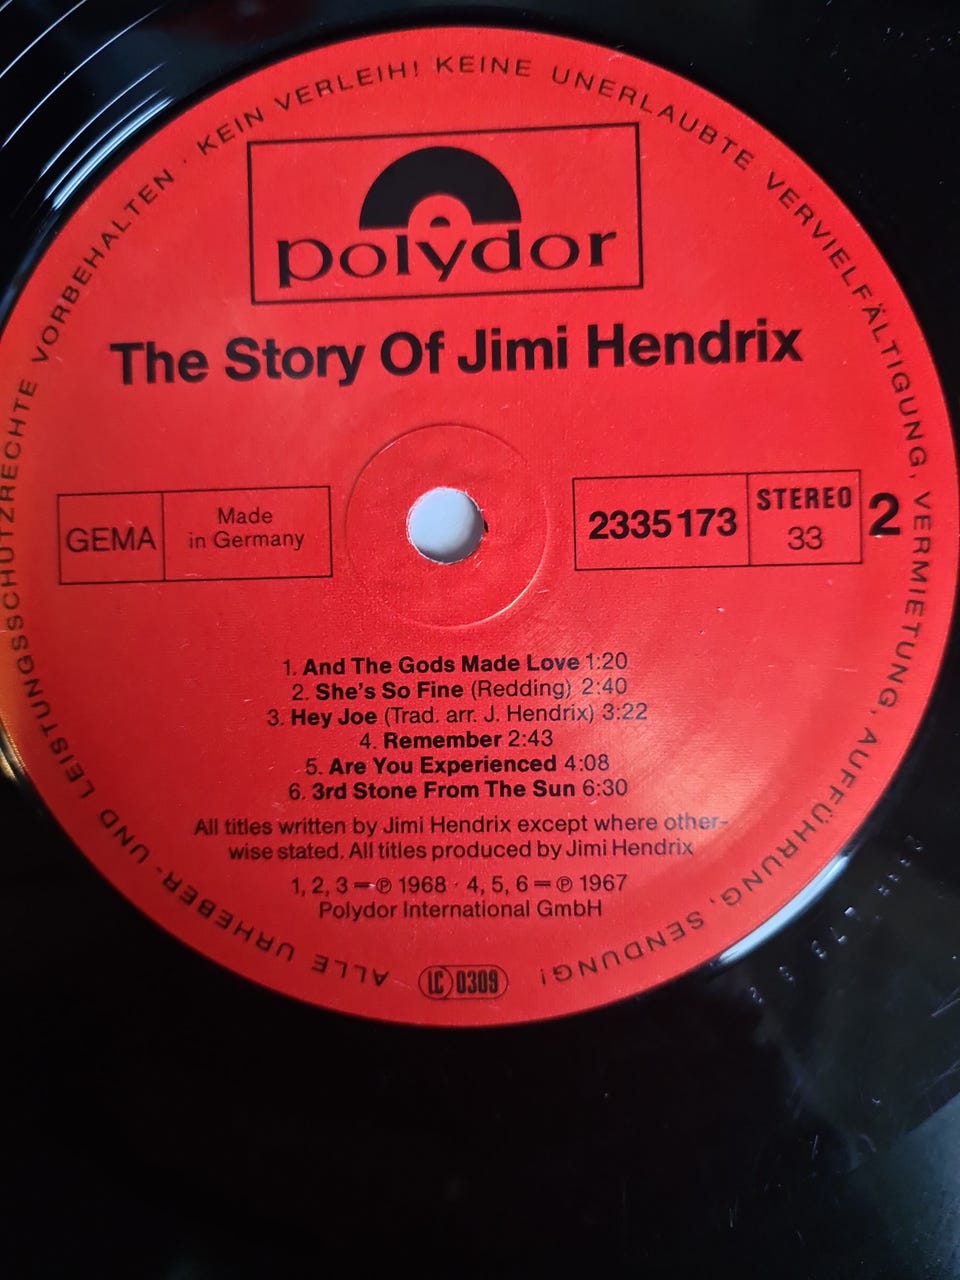 ALLE URHEBER- UND LEISTUNGSSCHUTZRECHTE VORBEHALTEN · KEIN VERLEIH! KEINE UNERLAUBTE VERVIELFÄLTIGUNG, VERMIETUNG, AUFFÜHRUNG, SENDUNG!
polydor
The Story Of Jimi Hendrix
GEMA
Made
in Germany
2335 173
STEREO
33
2
1. And The Gods Made Love 1:20
2. She's So Fine (Redding) 2:40
3. Hey Joe (Trad. arr. J. Hendrix) 3:22
4. Remember 2:43
5. Are You Experienced 4:08
6. 3rd Stone From The Sun 6:30
All titles written by Jimi Hendrix except where other-
wise stated. All titles produced by Jimi Hendrix
1, 2, 3 = ℗ 1968 · 4, 5, 6 = ℗ 1967
Polydor International GmbH
LC 0309